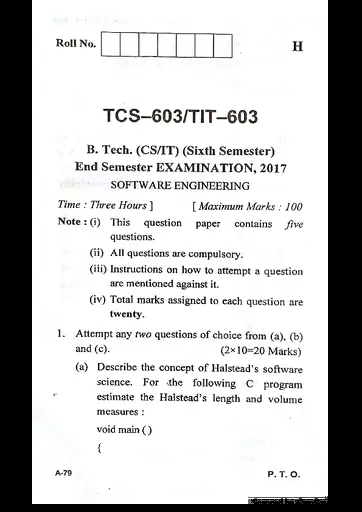 Roll No.
H
TCS–603/TIT–603
B. Tech. (CS/IT) (Sixth Semester)
End Semester EXAMINATION, 2017
SOFTWARE ENGINEERING
Time : Three Hours ] [ Maximum Marks : 100
Note : (i) This question paper contains five
questions.
(ii) All questions are compulsory.
(iii) Instructions on how to attempt a question
are mentioned against it.
(iv) Total marks assigned to each question are
twenty.
1. Attempt any two questions of choice from (a), (b)
and (c). (2×10=20 Marks)
(a) Describe the concept of Halstead's software
science. For the following C program
estimate the Halstead's length and volume
measures :
void main ( )
{
A-79 P. T. O.